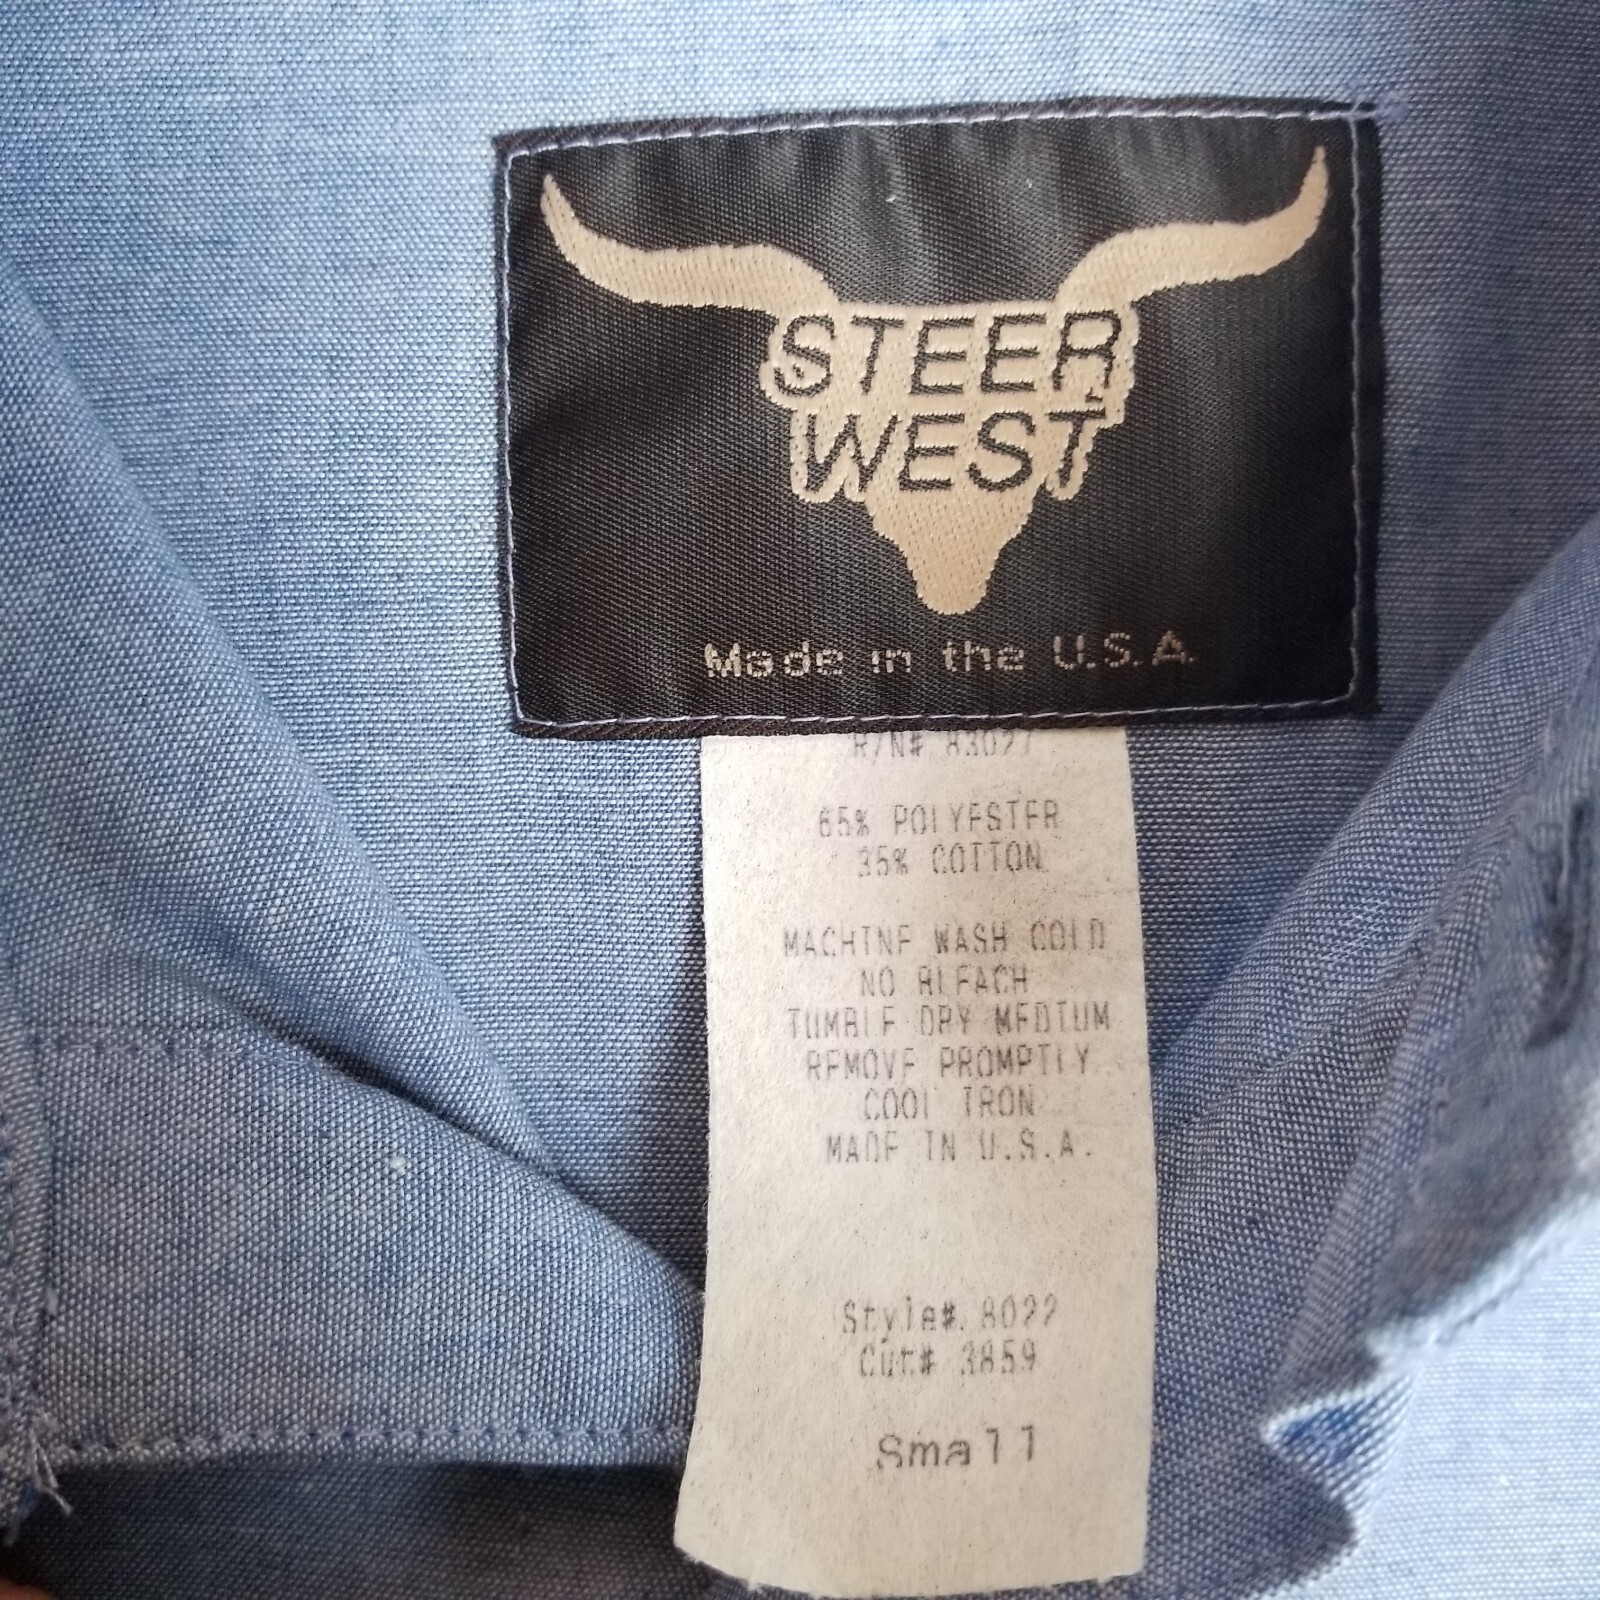 STEER
WEST
Made in the U.S.A.
R/N# 83027
65% POLYESTER
35% COTTON
MACHINE WASH COLD
NO BLEACH
TUMBLE DRY MEDIUM
REMOVE PROMPTLY
COOL IRON
MADE IN U.S.A.
Style#. 8022
Cut# 3859
Small